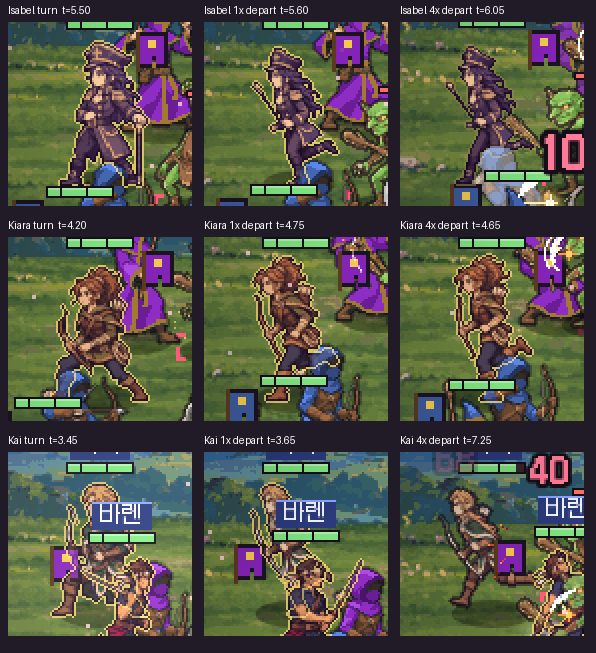 Isabel turn t=5.50
Isabel 1x depart t=5.60
Isabel 4x depart t=6.05
10
Kiara turn t=4.20
Kiara 1x depart t=4.75
Kiara 4x depart t=4.65
Kai turn t=3.45
Kai 1x depart t=3.65
Kai 4x depart t=7.25
40
바렌
바렌
바렌